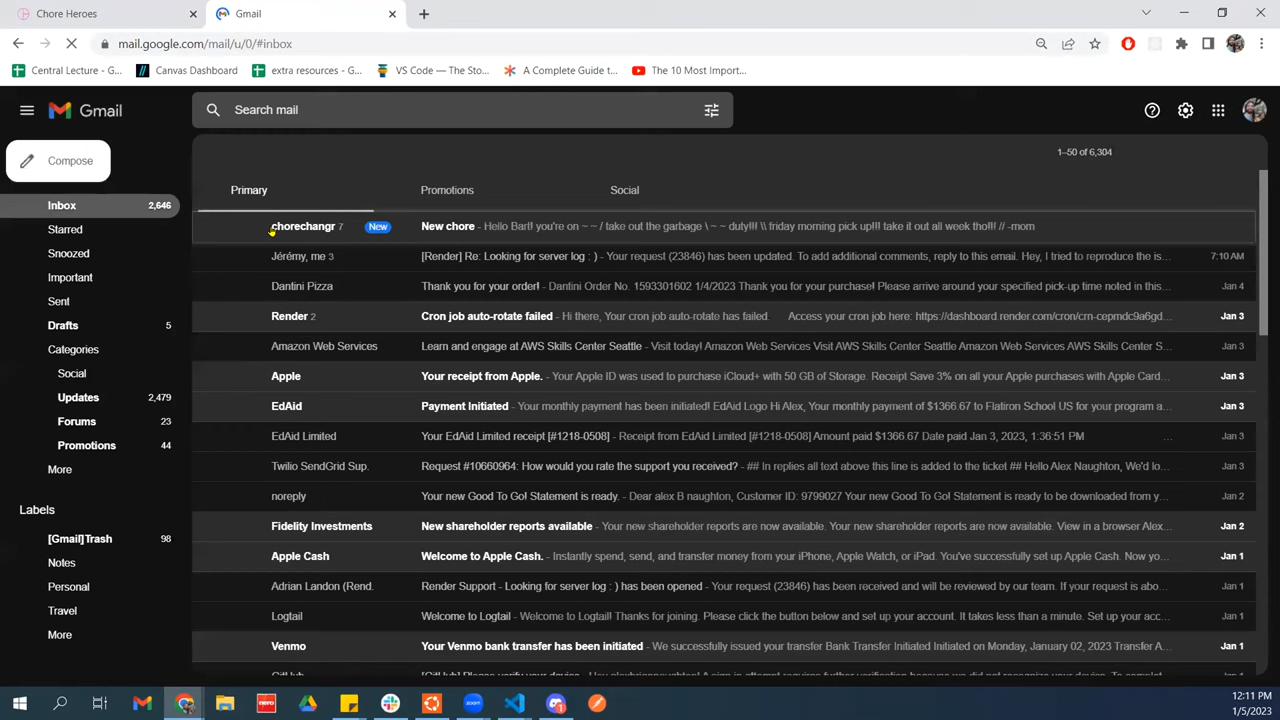 Chore Heroes
Gmail
mail.google.com/mail/u/0/#inbox
Central Lecture - G...
Canvas Dashboard
extra resources - G...
VS Code — The Sto...
A Complete Guide t...
The 10 Most Import...
Gmail
Search mail
Compose
1–50 of 6,304
Primary
Promotions
Social
Inbox 2,646
Starred
Snoozed
Important
Sent
Drafts 5
Categories
Social
Updates 2,479
Forums 23
Promotions 44
More
Labels
[Gmail]Trash 98
Notes
Personal
Travel
More
chorechangr 7 New New chore - Hello Bart! you're on ~ ~ / take out the garbage \ ~ ~ duty!!! \\ friday morning pick up!!! take it out all week tho!!! // -mom
Jérémy, me 3 [Render] Re: Looking for server log : ) - Your request (23846) has been updated. To add additional comments, reply to this email. Hey, I tried to reproduce the is... 7:10 AM
Dantini Pizza Thank you for your order! - Dantini Order No. 1593301602 1/4/2023 Thank you for your purchase! Please arrive around your specified pick-up time noted in this... Jan 4
Render 2 Cron job auto-rotate failed - Hi there, Your cron job auto-rotate has failed. Access your cron job here: https://dashboard.render.com/cron/crn-cepmdc9a6gd... Jan 3
Amazon Web Services Learn and engage at AWS Skills Center Seattle - Visit today! Amazon Web Services Visit AWS Skills Center Seattle Amazon Web Services AWS Skills Center S... Jan 3
Apple Your receipt from Apple. - Your Apple ID was used to purchase iCloud+ with 50 GB of Storage. Receipt Save 3% on all your Apple purchases with Apple Card... Jan 3
EdAid Payment Initiated - Your monthly payment has been initiated! EdAid Logo Hi Alex, Your monthly payment of $1366.67 to Flatiron School US for your program a... Jan 3
EdAid Limited Your EdAid Limited receipt [#1218-0508] - Receipt from EdAid Limited [#1218-0508] Amount paid $1366.67 Date paid Jan 3, 2023, 1:36:51 PM ... Jan 3
Twilio SendGrid Sup. Request #10660964: How would you rate the support you received? - ## In replies all text above this line is added to the ticket ## Hello Alex Naughton, We'd lo... Jan 3
noreply Your new Good To Go! Statement is ready. - Dear alex B naughton, Customer ID: 9799027 Your new Good To Go! Statement is ready to be downloaded from y... Jan 2
Fidelity Investments New shareholder reports available - Your new shareholder reports are now available. Your new shareholder reports are now available. View in a browser Alex... Jan 2
Apple Cash Welcome to Apple Cash. - Instantly spend, send, and transfer money from your iPhone, Apple Watch, or iPad. You've successfully set up Apple Cash. Now yo... Jan 1
Adrian Landon (Rend. Render Support - Looking for server log : ) has been opened - Your request (23846) has been received and will be reviewed by our team. If your request is abo... Jan 1
Logtail Welcome to Logtail - Welcome to Logtail! Thanks for joining. Please click the button below and set up your account. It takes less than a minute. Set up your acc... Jan 1
Venmo Your Venmo bank transfer has been initiated - We successfully issued your transfer Bank Transfer Initiated Initiated on Monday, January 02, 2023 Transfer A... Jan 1
12:11 PM
1/5/2023